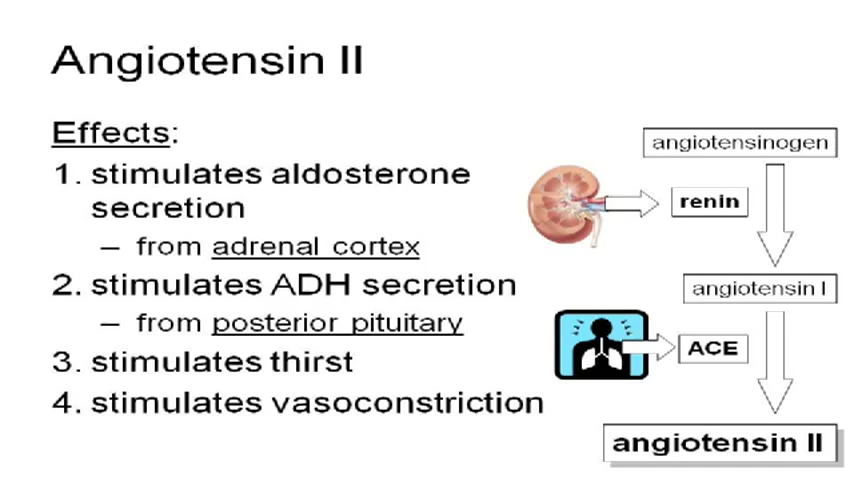 Angiotensin II
Effects:
1. stimulates aldosterone
secretion
– from adrenal cortex
2. stimulates ADH secretion
– from posterior pituitary
3. stimulates thirst
4. stimulates vasoconstriction
angiotensinogen
renin
angiotensin I
ACE
angiotensin II